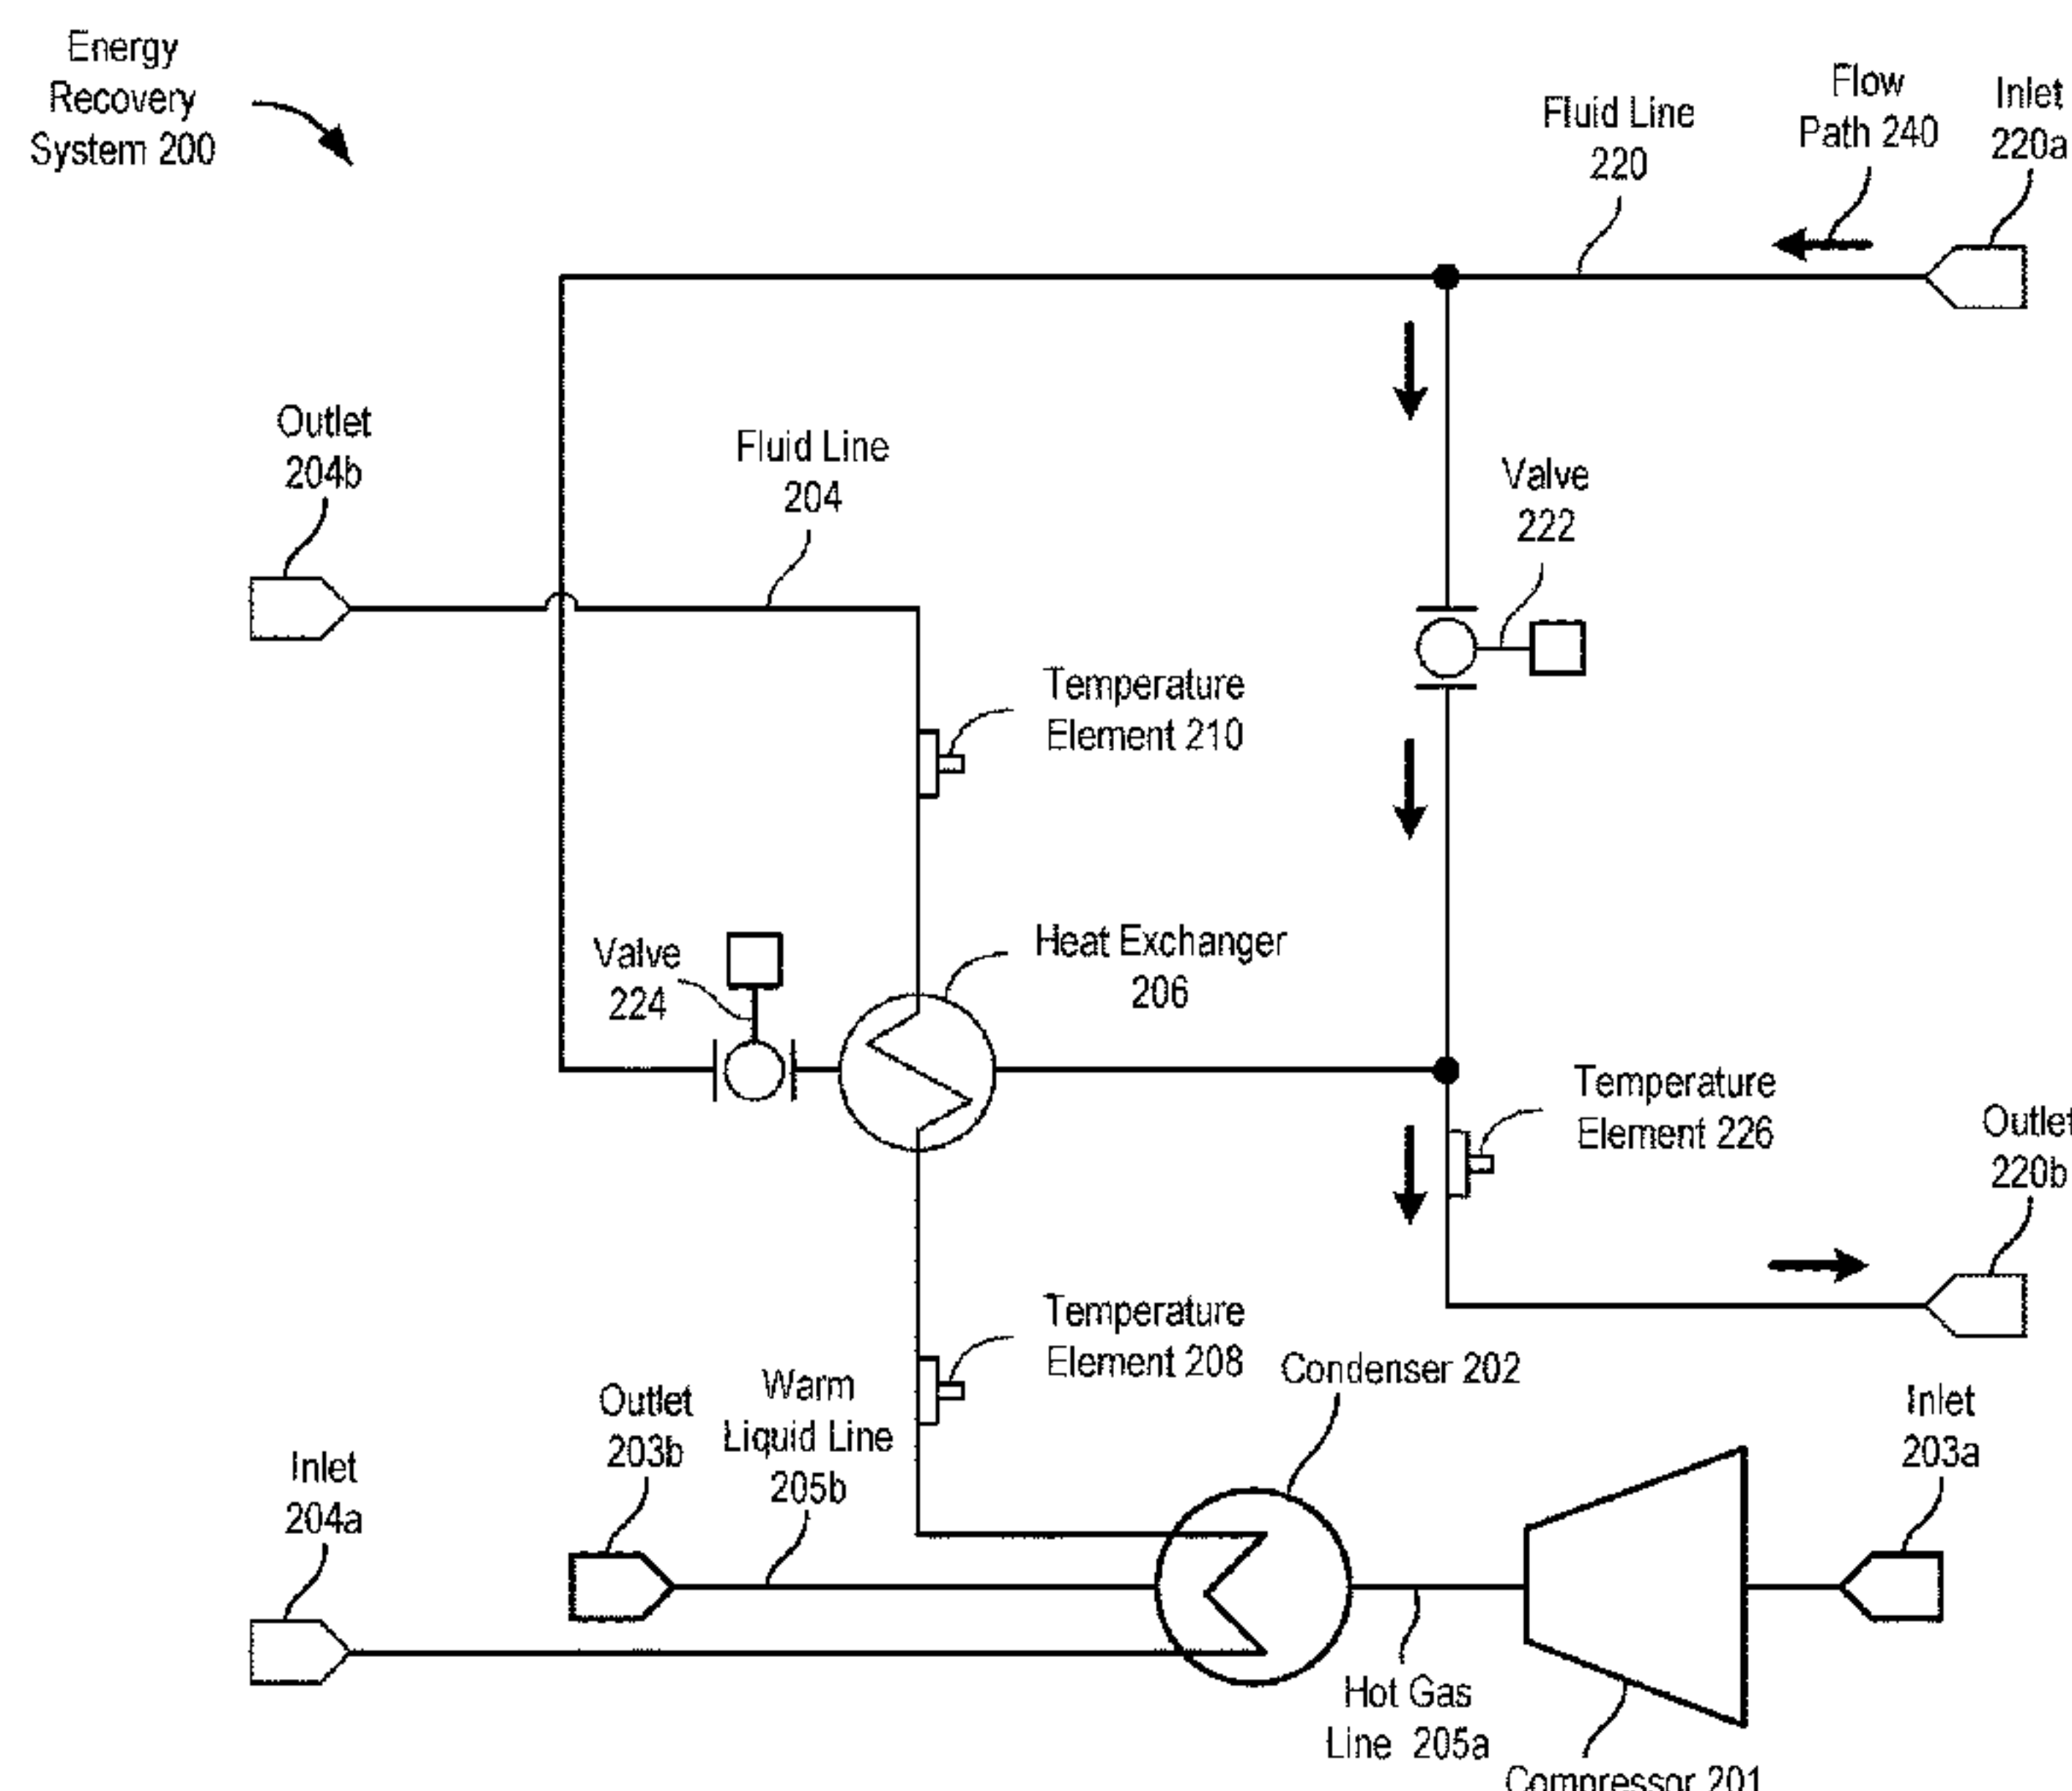 Energy
Recovery
System 200
Flow
Path 240
Inlet
220a
Fluid Line
220
Outlet
204b
Fluid Line
204
Valve
222
Temperature
Element 210
Valve
224
Heat Exchanger
206
Temperature
Element 226
Outlet
220b
Temperature
Element 208
Condenser 202
Warm
Liquid Line
205b
Outlet
203b
Inlet
203a
Inlet
204a
Hot Gas
Line 205a
Compressor 201